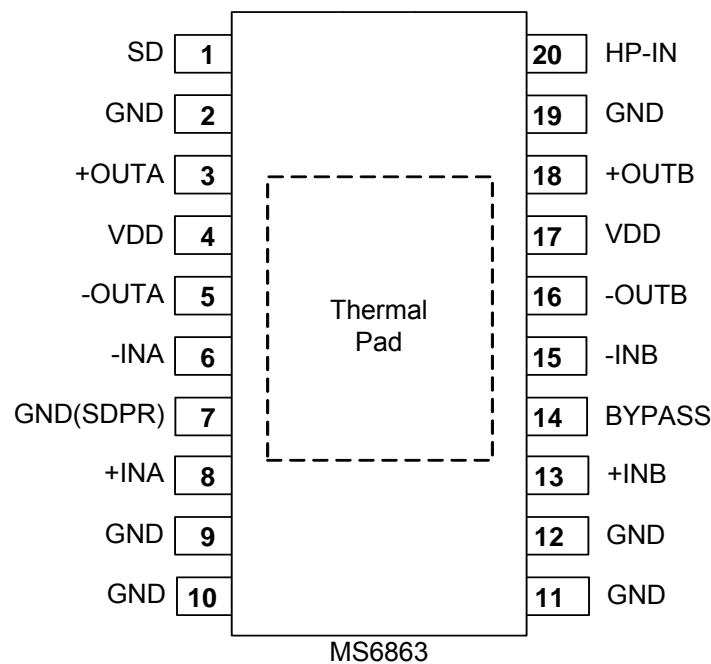 SD 1 20 HP-IN
GND 2 19 GND
+OUTA 3 18 +OUTB
VDD 4 17 VDD
-OUTA 5 16 -OUTB
-INA 6 15 -INB
GND(SDPR) 7 14 BYPASS
+INA 8 13 +INB
GND 9 12 GND
GND 10 11 GND
Thermal
Pad
MS6863